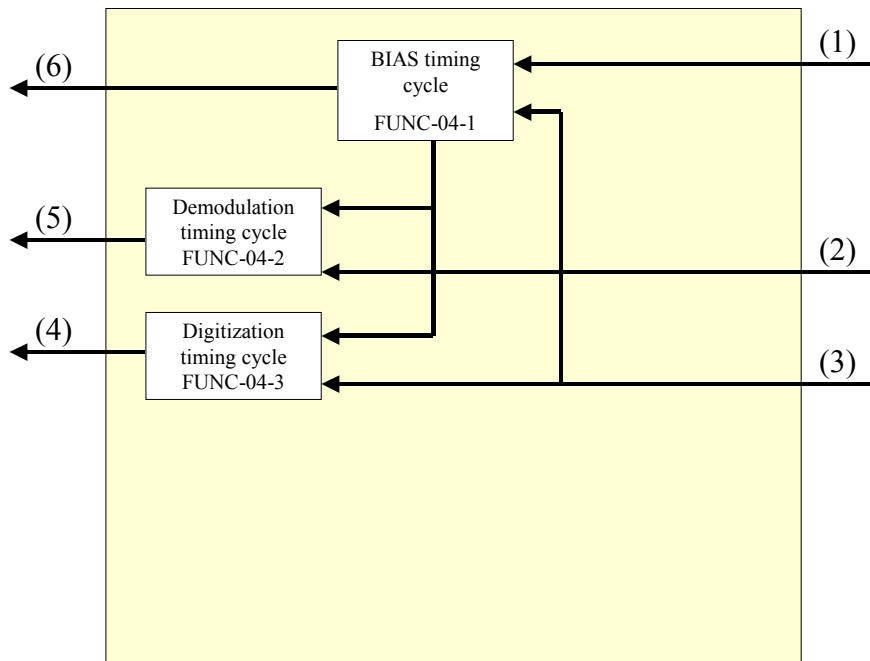 (1)
BIAS timing
cycle
FUNC-04-1
(6)
Demodulation
timing cycle
FUNC-04-2
(5)
(2)
Digitization
timing cycle
FUNC-04-3
(4)
(3)